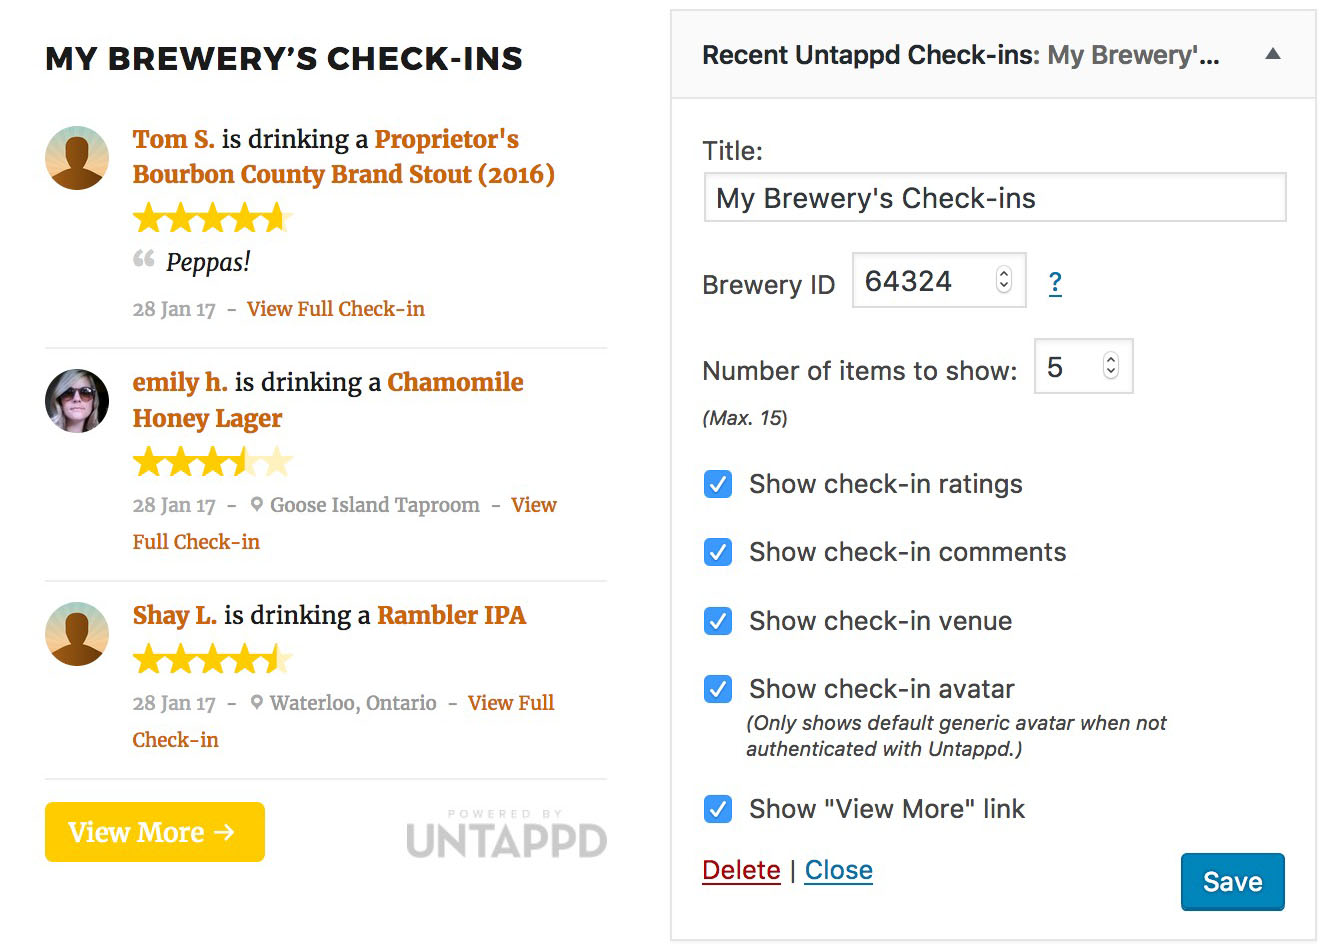 MY BREWERY’S CHECK-INS
Tom S. is drinking a Proprietor's
Bourbon County Brand Stout (2016)
“ Peppas!
28 Jan 17 - View Full Check-in
emily h. is drinking a Chamomile
Honey Lager
28 Jan 17 - Goose Island Taproom - View
Full Check-in
Shay L. is drinking a Rambler IPA
28 Jan 17 - Waterloo, Ontario - View Full
Check-in
View More →
POWERED BY
UNTAPPD
Recent Untappd Check-ins: My Brewery'...
Title:
My Brewery's Check-ins
Brewery ID 64324 ?
Number of items to show: 5
(Max. 15)
Show check-in ratings
Show check-in comments
Show check-in venue
Show check-in avatar
(Only shows default generic avatar when not
authenticated with Untappd.)
Show "View More" link
Delete | Close
Save